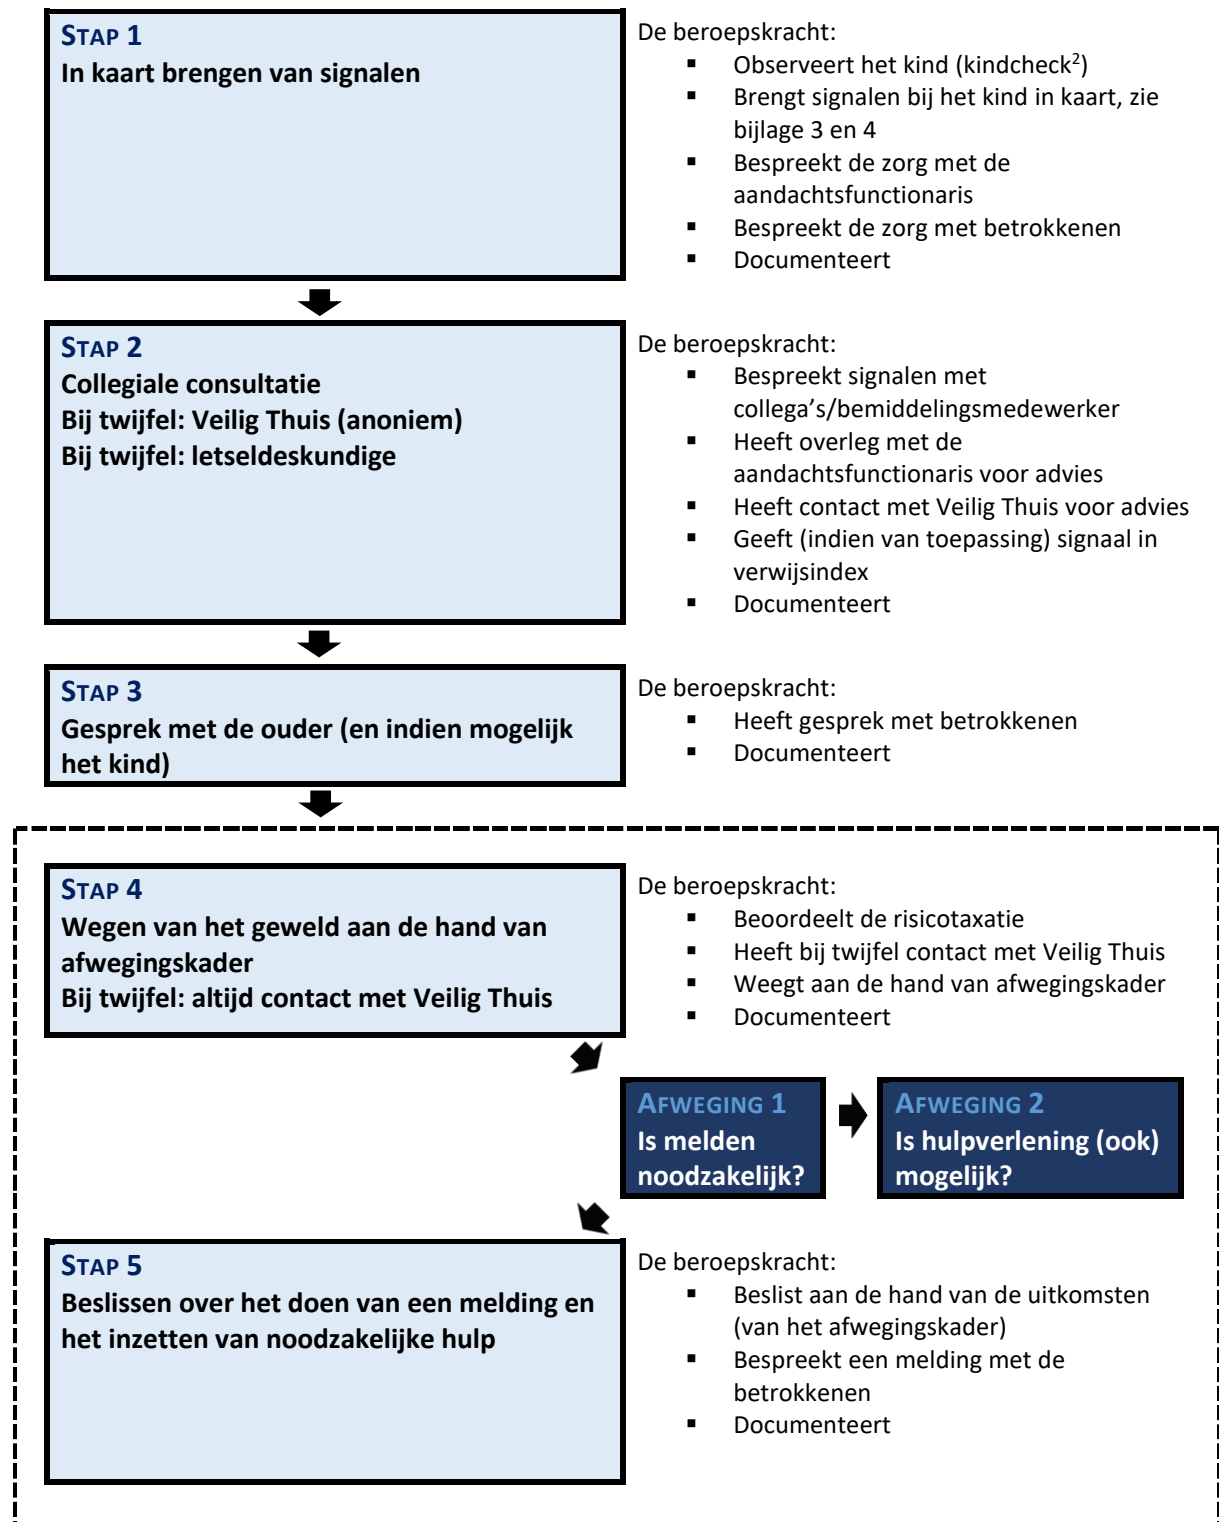 STAP 1
In kaart brengen van signalen
De beroepskracht:
▪ Observeert het kind (kindcheck²)
▪ Brengt signalen bij het kind in kaart, zie
bijlage 3 en 4
▪ Bespreekt de zorg met de
aandachtsfunctionaris
▪ Bespreekt de zorg met betrokkenen
▪ Documenteert
STAP 2
Collegiale consultatie
Bij twijfel: Veilig Thuis (anoniem)
Bij twijfel: letseldeskundige
De beroepskracht:
▪ Bespreekt signalen met
collega’s/bemiddelingsmedewerker
▪ Heeft overleg met de
aandachtsfunctionaris voor advies
▪ Heeft contact met Veilig Thuis voor advies
▪ Geeft (indien van toepassing) signaal in
verwijsindex
▪ Documenteert
STAP 3
Gesprek met de ouder (en indien mogelijk
het kind)
De beroepskracht:
▪ Heeft gesprek met betrokkenen
▪ Documenteert
STAP 4
Wegen van het geweld aan de hand van
afwegingskader
Bij twijfel: altijd contact met Veilig Thuis
De beroepskracht:
▪ Beoordeelt de risicotaxatie
▪ Heeft bij twijfel contact met Veilig Thuis
▪ Weegt aan de hand van afwegingskader
▪ Documenteert
AFWEGING 1
Is melden
noodzakelijk?
AFWEGING 2
Is hulpverlening (ook)
mogelijk?
STAP 5
Beslissen over het doen van een melding en
het inzetten van noodzakelijke hulp
De beroepskracht:
▪ Beslist aan de hand van de uitkomsten
(van het afwegingskader)
▪ Bespreekt een melding met de
betrokkenen
▪ Documenteert